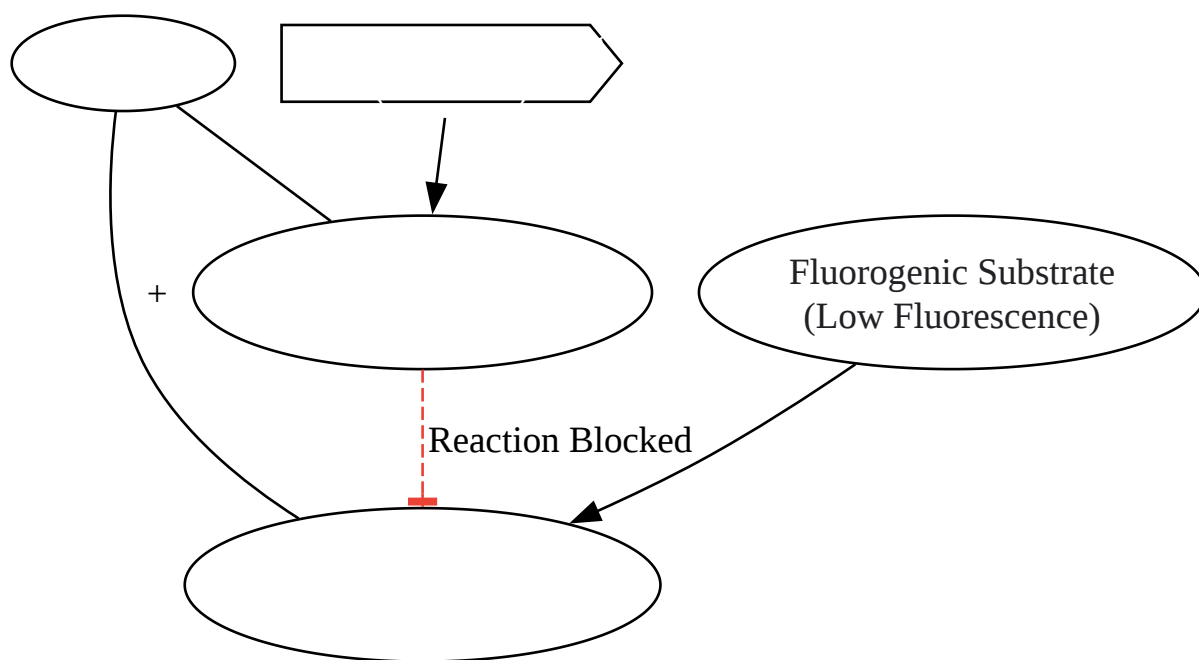 Fluorogenic Substrate
(Low Fluorescence)
+
Reaction Blocked